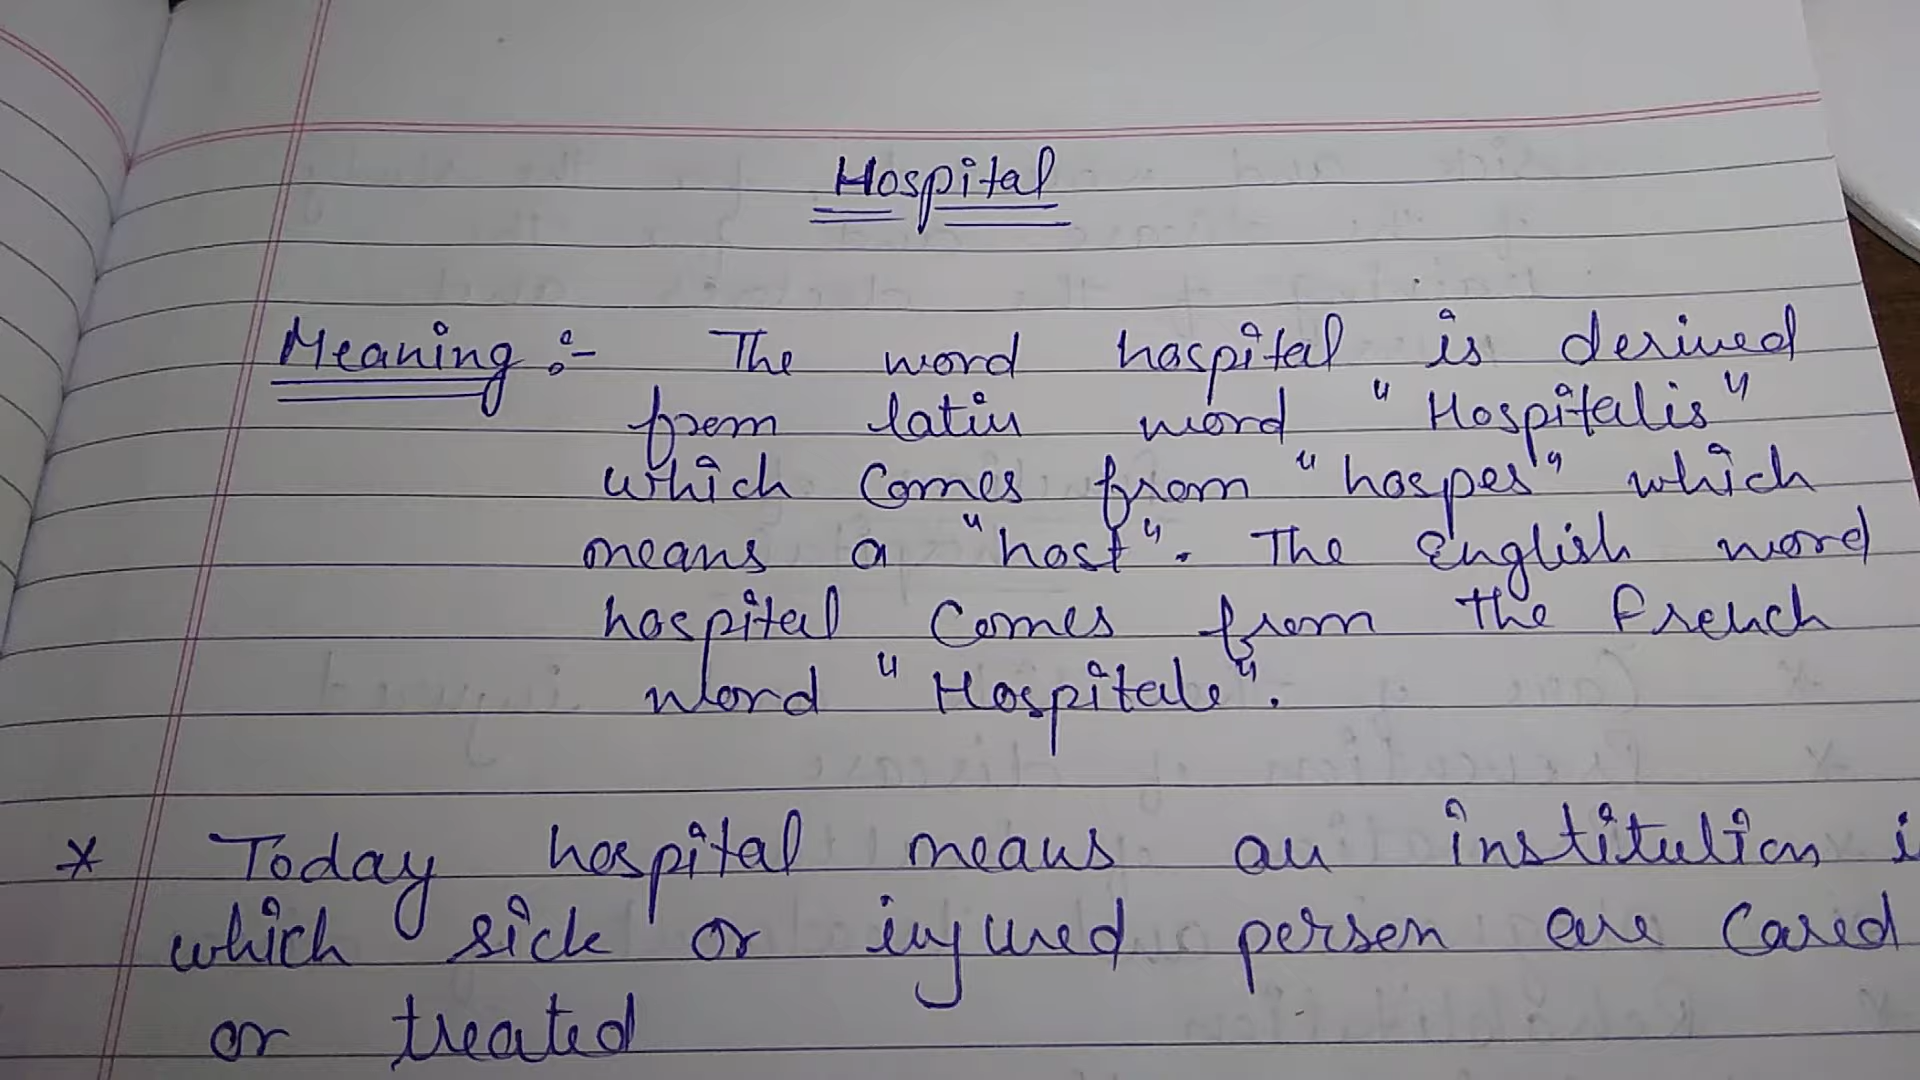 Hospital
Meaning :- The word hospital is derived
from latin word "Hospitalis"
which comes from "hospes" which
means a "host". The English word
hospital comes from the french
word "Hospitale".
* Today hospital means an institution i
which sick or injured person are cared
or treated